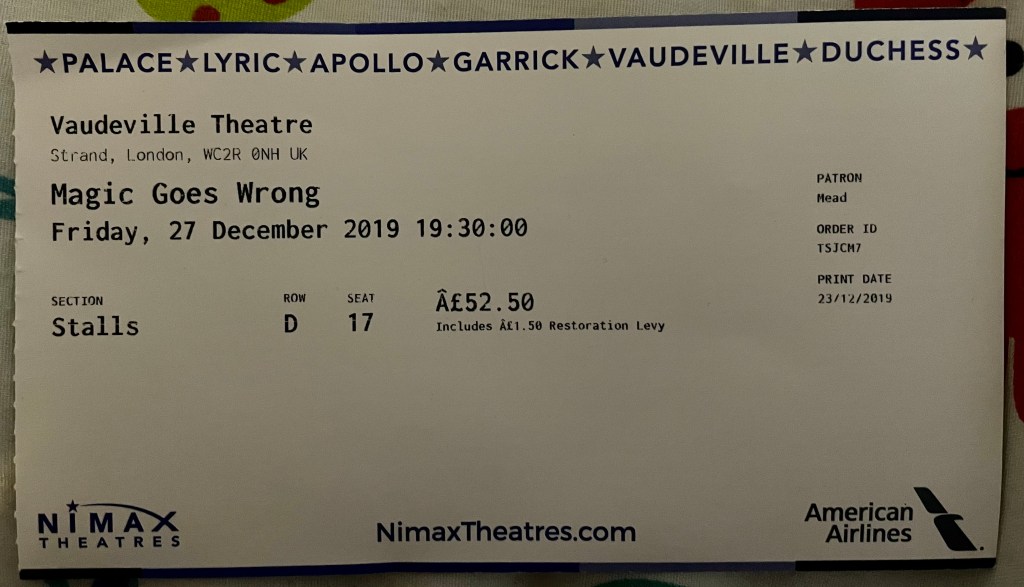 ★PALACE★LYRIC★APOLLO★GARRICK★VAUDEVILLE★DUCHESS★
Vaudeville Theatre
Strand, London, WC2R 0NH UK
Magic Goes Wrong
Friday, 27 December 2019 19:30:00
PATRON
Mead
ORDER ID
TSJCM7
PRINT DATE
23/12/2019
SECTION ROW SEAT
Stalls D 17
Â£52.50
Includes Â£1.50 Restoration Levy
NIMAX
THEATRES
NimaxTheatres.com
American
Airlines